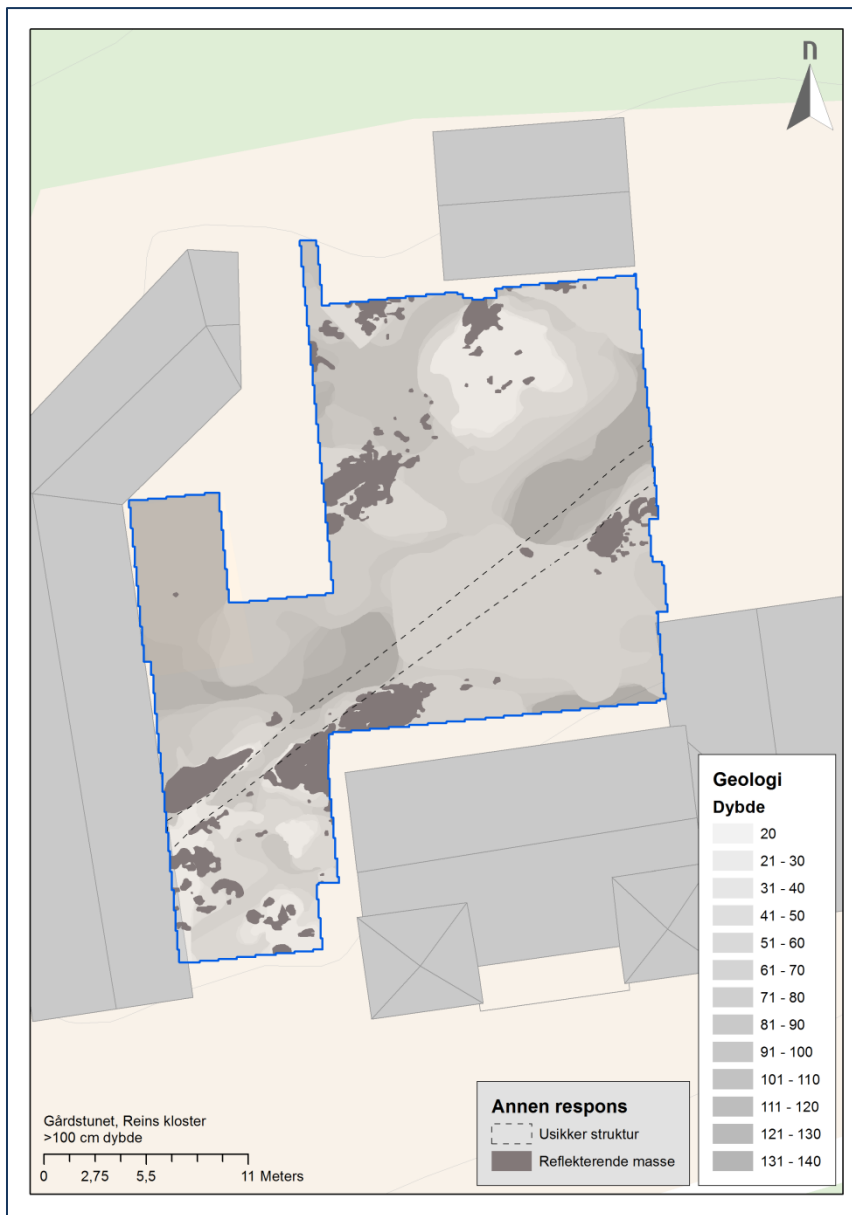 n
Geologi
Dybde
20
21 - 30
31 - 40
41 - 50
51 - 60
61 - 70
71 - 80
81 - 90
91 - 100
101 - 110
111 - 120
121 - 130
131 - 140
Annen respons
Usikker struktur
Reflekterende masse
Gårdstunet, Reins kloster
>100 cm dybde
0 2,75 5,5 11 Meters